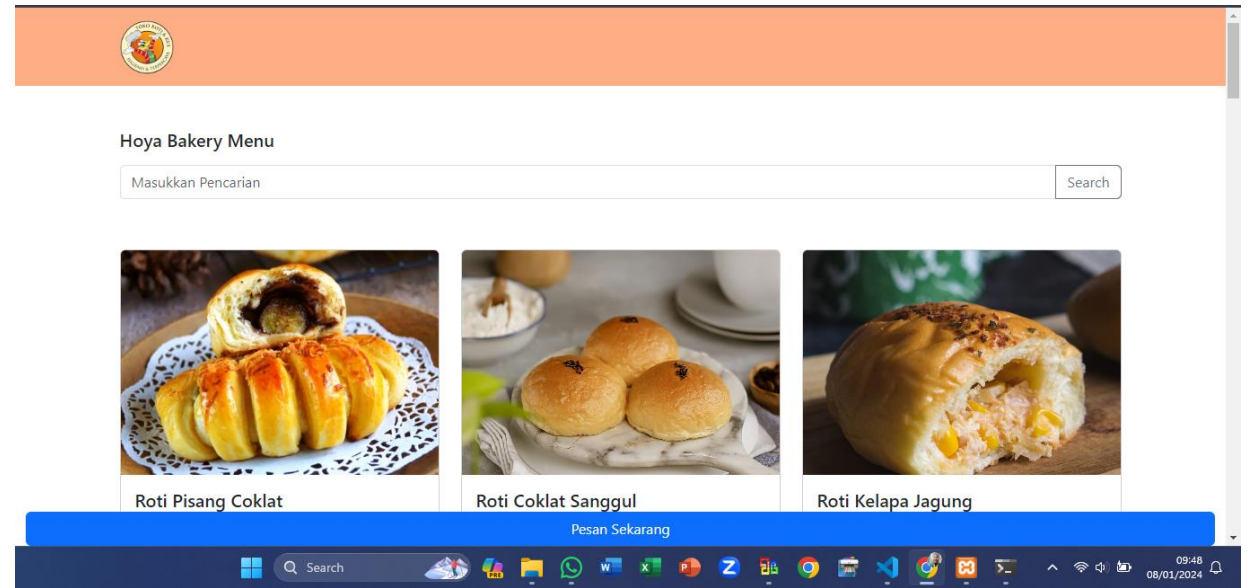 Hoya Bakery Menu
Masukkan Pencarian
Search
Roti Pisang Coklat
Roti Coklat Sanggul
Roti Kelapa Jagung
Pesan Sekarang
Search
PRE
09:48
08/01/2024